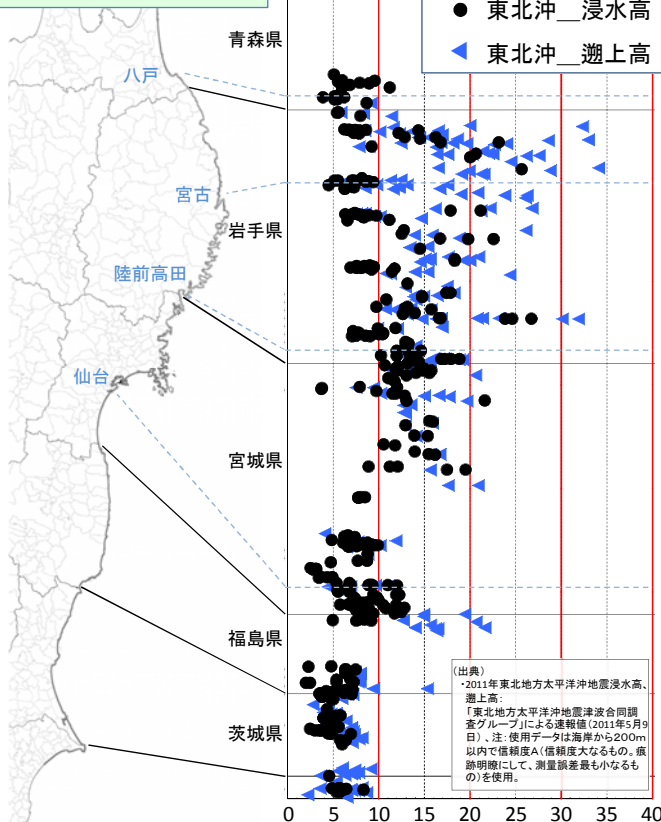 ● 東北沖__浸水高
◀ 東北沖__遡上高
青森県
八戸
宮古
岩手県
陸前高田
仙台
宮城県
福島県
茨城県
(出典)
・2011年東北地方太平洋沖地震浸水高、
遡上高:
「東北地方太平洋沖地震津波合同調
査グループ」による速報値(2011年5月9
日)、注:使用データは海岸から200m
以内で信頼度A(信頼度大なるもの。痕
跡明瞭にして、測量誤差最も小なるも
の)を使用。
0 5 10 15 20 25 30 35 40